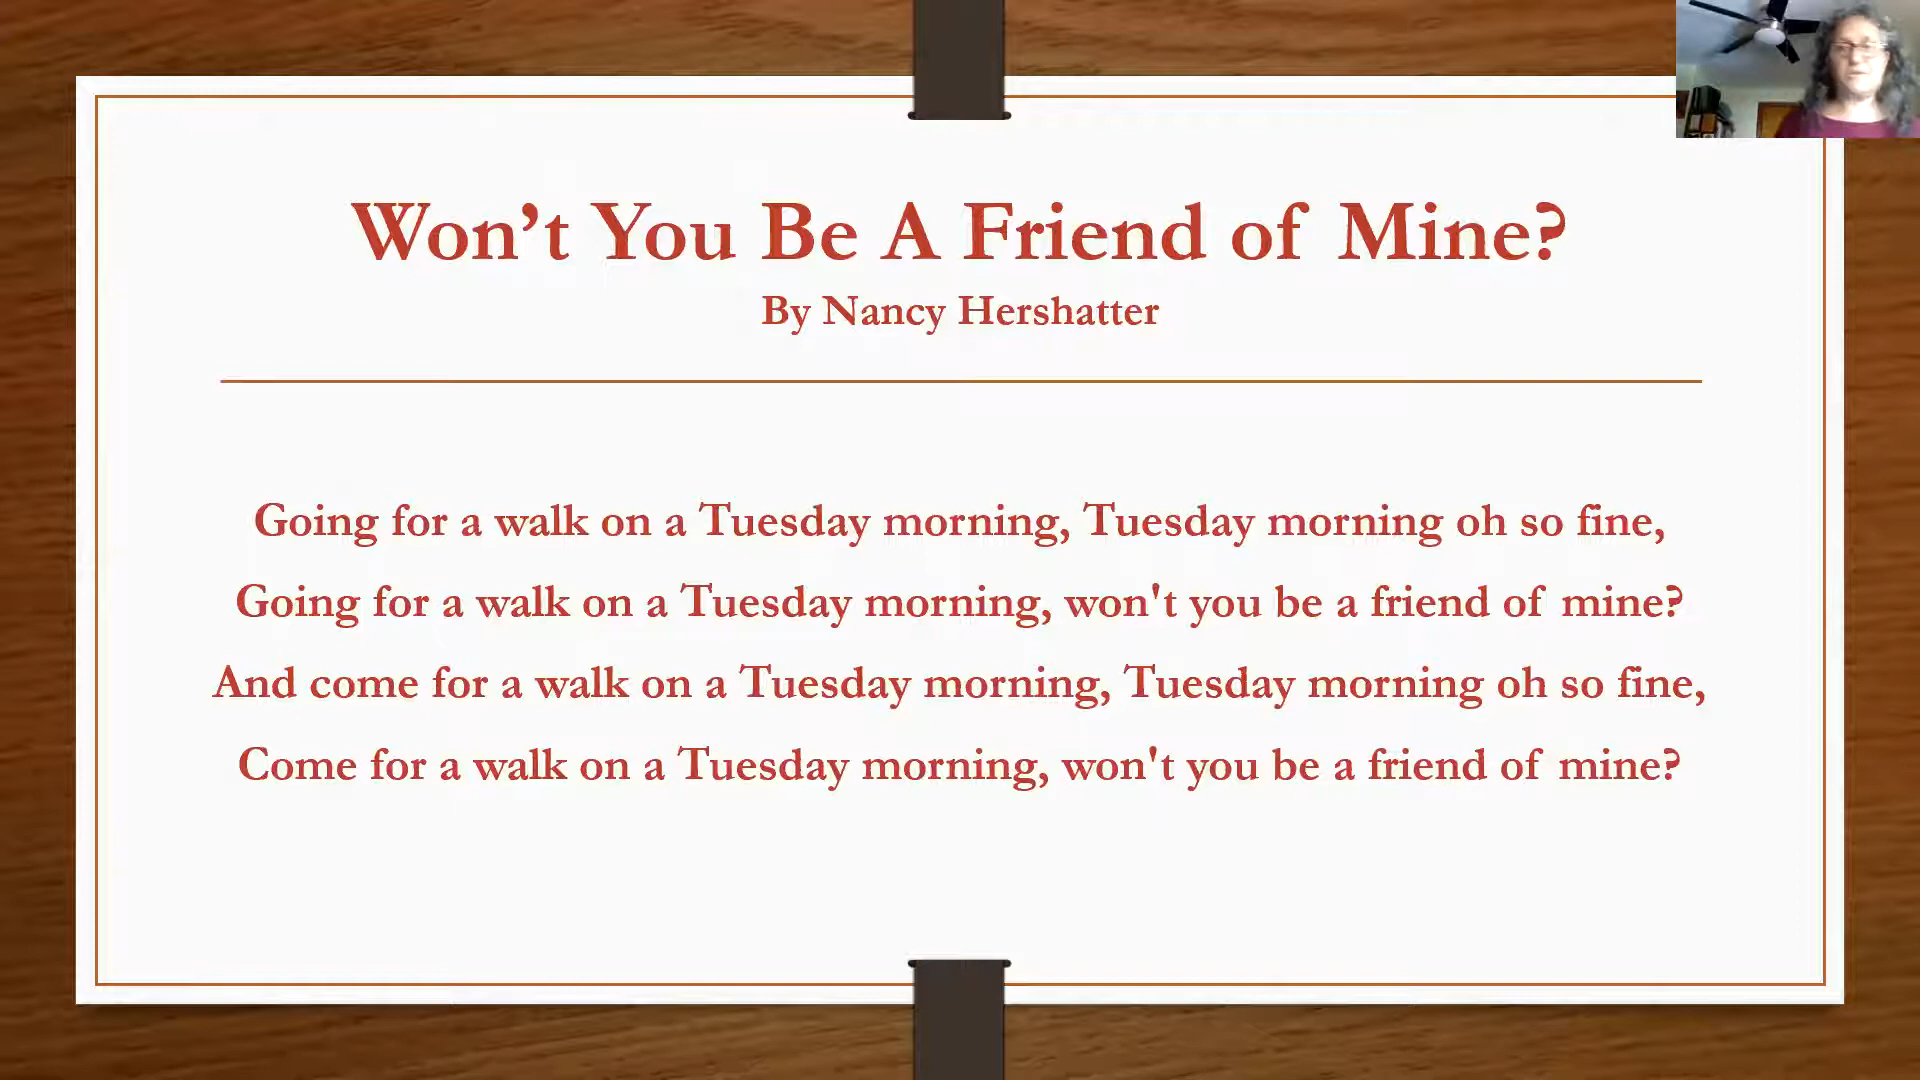 Won’t You Be A Friend of Mine?
By Nancy Hershatter
Going for a walk on a Tuesday morning, Tuesday morning oh so fine,
Going for a walk on a Tuesday morning, won't you be a friend of mine?
And come for a walk on a Tuesday morning, Tuesday morning oh so fine,
Come for a walk on a Tuesday morning, won't you be a friend of mine?